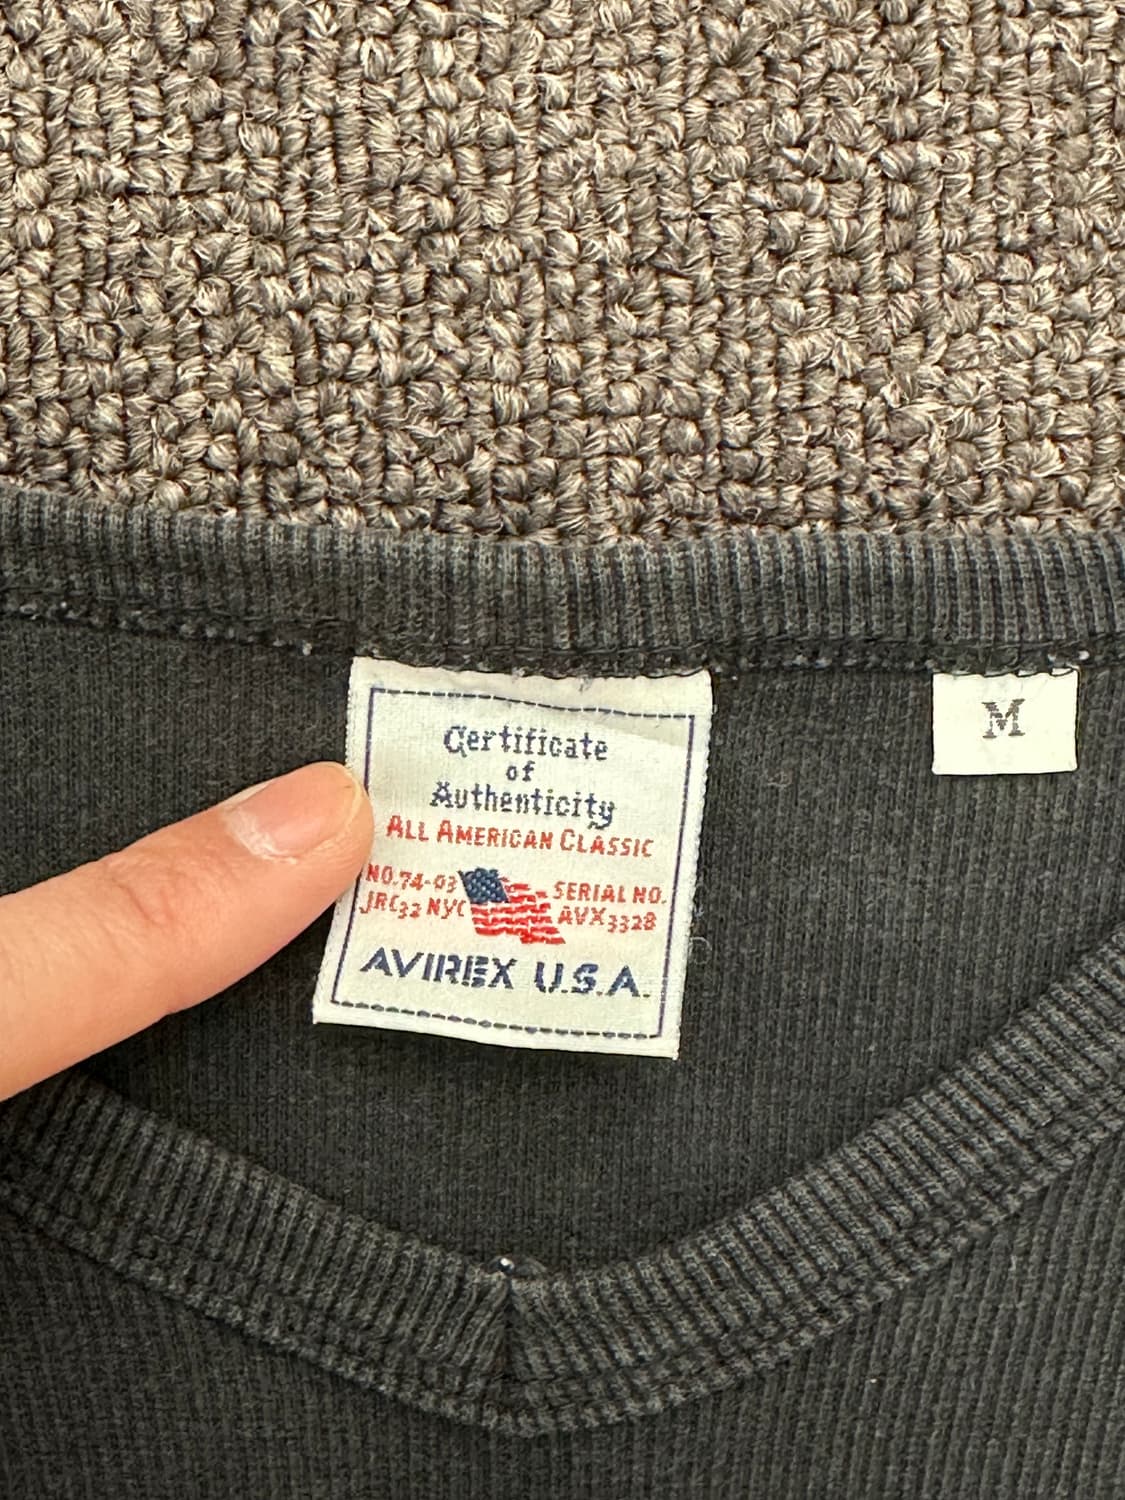 Certificate
of
Authenticity
ALL AMERICAN CLASSIC
NO.74-03 SERIAL NO.
JRC32 NYC AVX3328
AVIREX U.S.A.
M